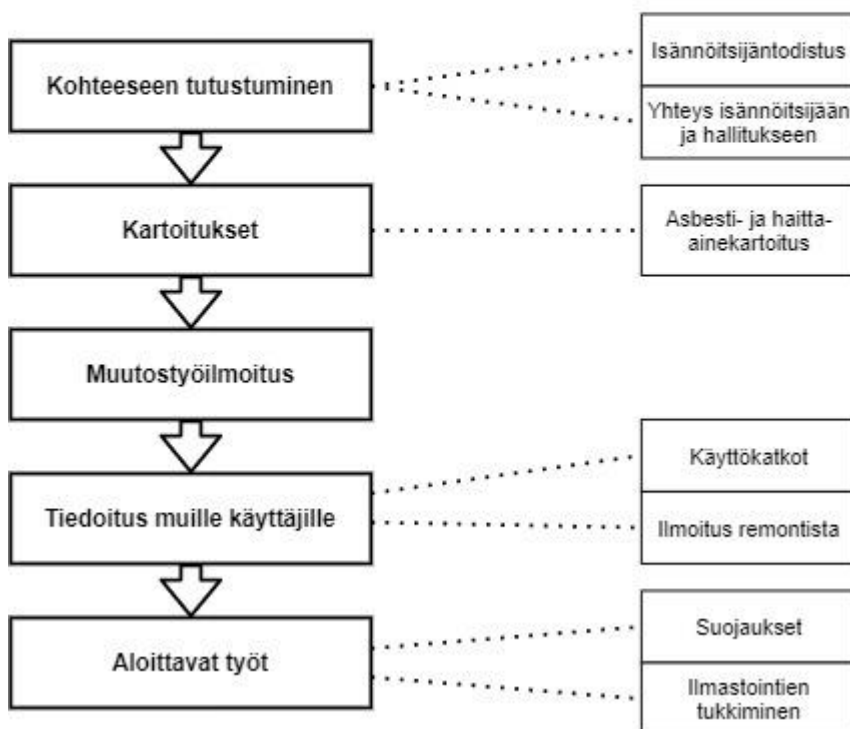 Kohteeseen tutustuminen
Isännöitsijäntodistus
Yhteys isännöitsijään
ja hallitukseen
Kartoitukset
Asbesti- ja haitta-
ainekartoitus
Muutostyöilmoitus
Tiedoitus muille käyttäjille
Käyttökatkot
Ilmoitus remontista
Aloittavat työt
Suojaukset
Ilmastointien
tukkiminen